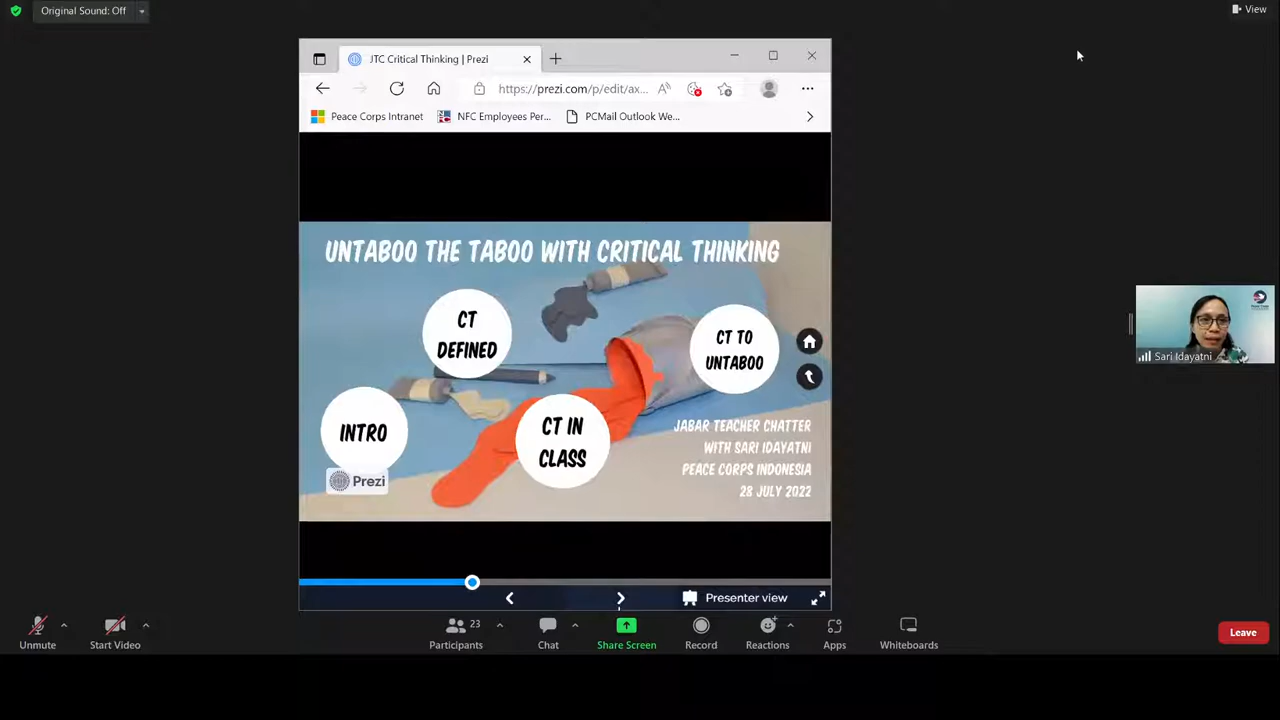 Original Sound: Off
View
JTC Critical Thinking | Prezi
https://prezi.com/p/edit/ax...
Peace Corps Intranet
NFC Employees Per...
PCMail Outlook We...
UNTABOO THE TABOO WITH CRITICAL THINKING
CT
DEFINED
CT TO
UNTABOO
INTRO
CT IN
CLASS
JABAR TEACHER CHATTER
WITH SARI IDAYATNI
PEACE CORPS INDONESIA
28 JULY 2022
Prezi
Sari Idayatni
Presenter view
Unmute
Start Video
Participants
23
Chat
Share Screen
Record
Reactions
Apps
Whiteboards
Leave